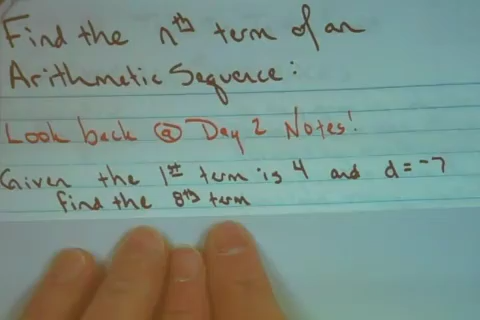 Find the nth term of an
Arithmetic Sequence:
Look back @ Day 2 Notes!
Given the 1st term is 4 and d = -7
find the 8th term